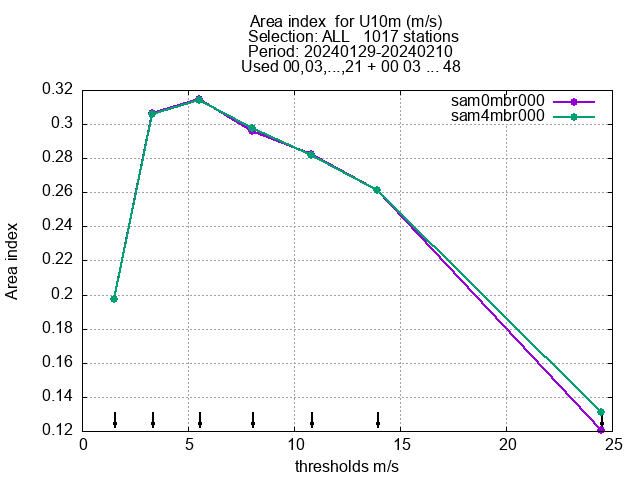 Area index  for U10m (m/s)
Selection: ALL   1017 stations
Period: 20240129-20240210
Used 00,03,...,21 + 00 03 ... 48
sam0mbr000
sam4mbr000
0.32
0.3
0.28
0.26
0.24
0.22
0.2
0.18
0.16
0.14
0.12
Area index
0 5 10 15 20 25
thresholds m/s